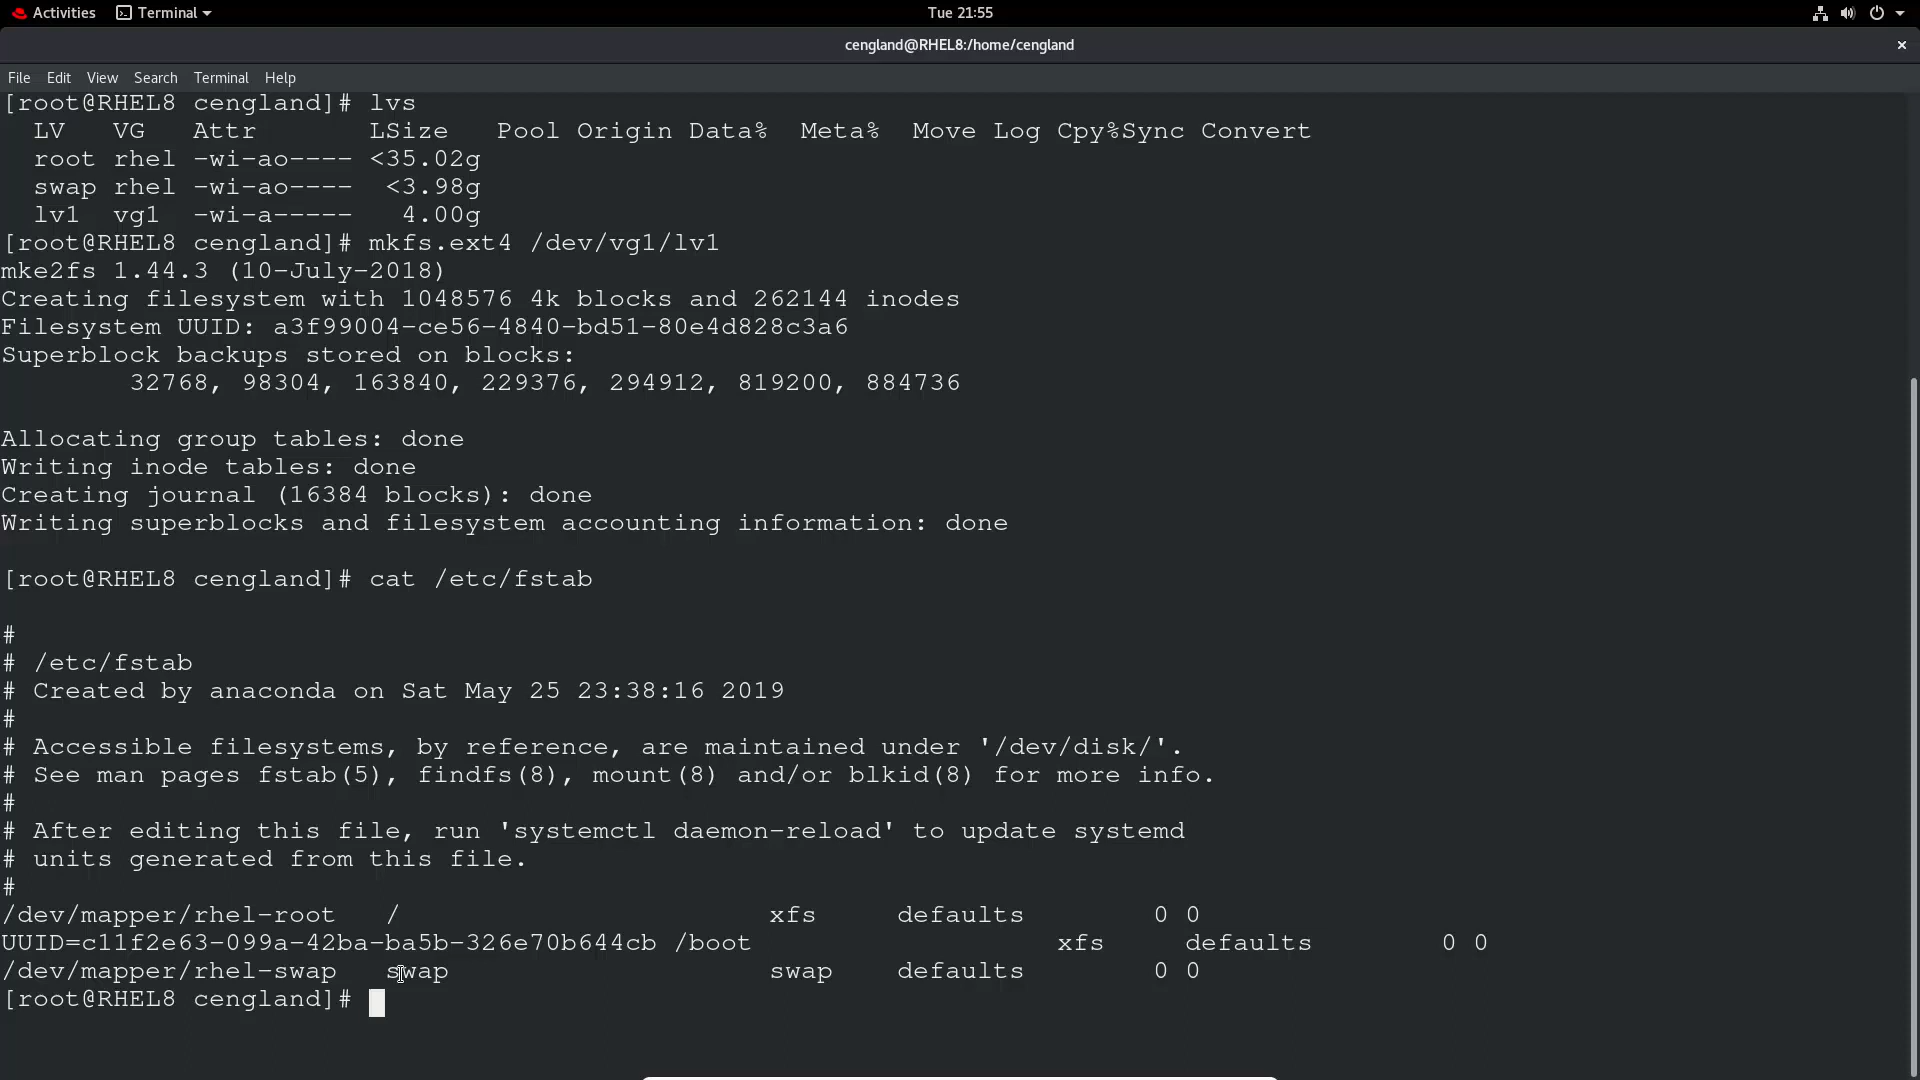 Activities Terminal Tue 21:55
cengland@RHEL8:/home/cengland ×
File Edit View Search Terminal Help
[root@RHEL8 cengland]# lvs
  LV   VG   Attr       LSize   Pool Origin Data%  Meta%  Move Log Cpy%Sync Convert
  root rhel -wi-ao---- <35.02g
  swap rhel -wi-ao----  <3.98g
  lv1  vg1  -wi-a-----   4.00g
[root@RHEL8 cengland]# mkfs.ext4 /dev/vg1/lv1
mke2fs 1.44.3 (10-July-2018)
Creating filesystem with 1048576 4k blocks and 262144 inodes
Filesystem UUID: a3f99004-ce56-4840-bd51-80e4d828c3a6
Superblock backups stored on blocks:
        32768, 98304, 163840, 229376, 294912, 819200, 884736
Allocating group tables: done
Writing inode tables: done
Creating journal (16384 blocks): done
Writing superblocks and filesystem accounting information: done
[root@RHEL8 cengland]# cat /etc/fstab
#
# /etc/fstab
# Created by anaconda on Sat May 25 23:38:16 2019
#
# Accessible filesystems, by reference, are maintained under '/dev/disk/'.
# See man pages fstab(5), findfs(8), mount(8) and/or blkid(8) for more info.
#
# After editing this file, run 'systemctl daemon-reload' to update systemd
# units generated from this file.
#
/dev/mapper/rhel-root   /                       xfs     defaults        0 0
UUID=c11f2e63-099a-42ba-ba5b-326e70b644cb /boot                   xfs     defaults        0 0
/dev/mapper/rhel-swap   swap                    swap    defaults        0 0
[root@RHEL8 cengland]#